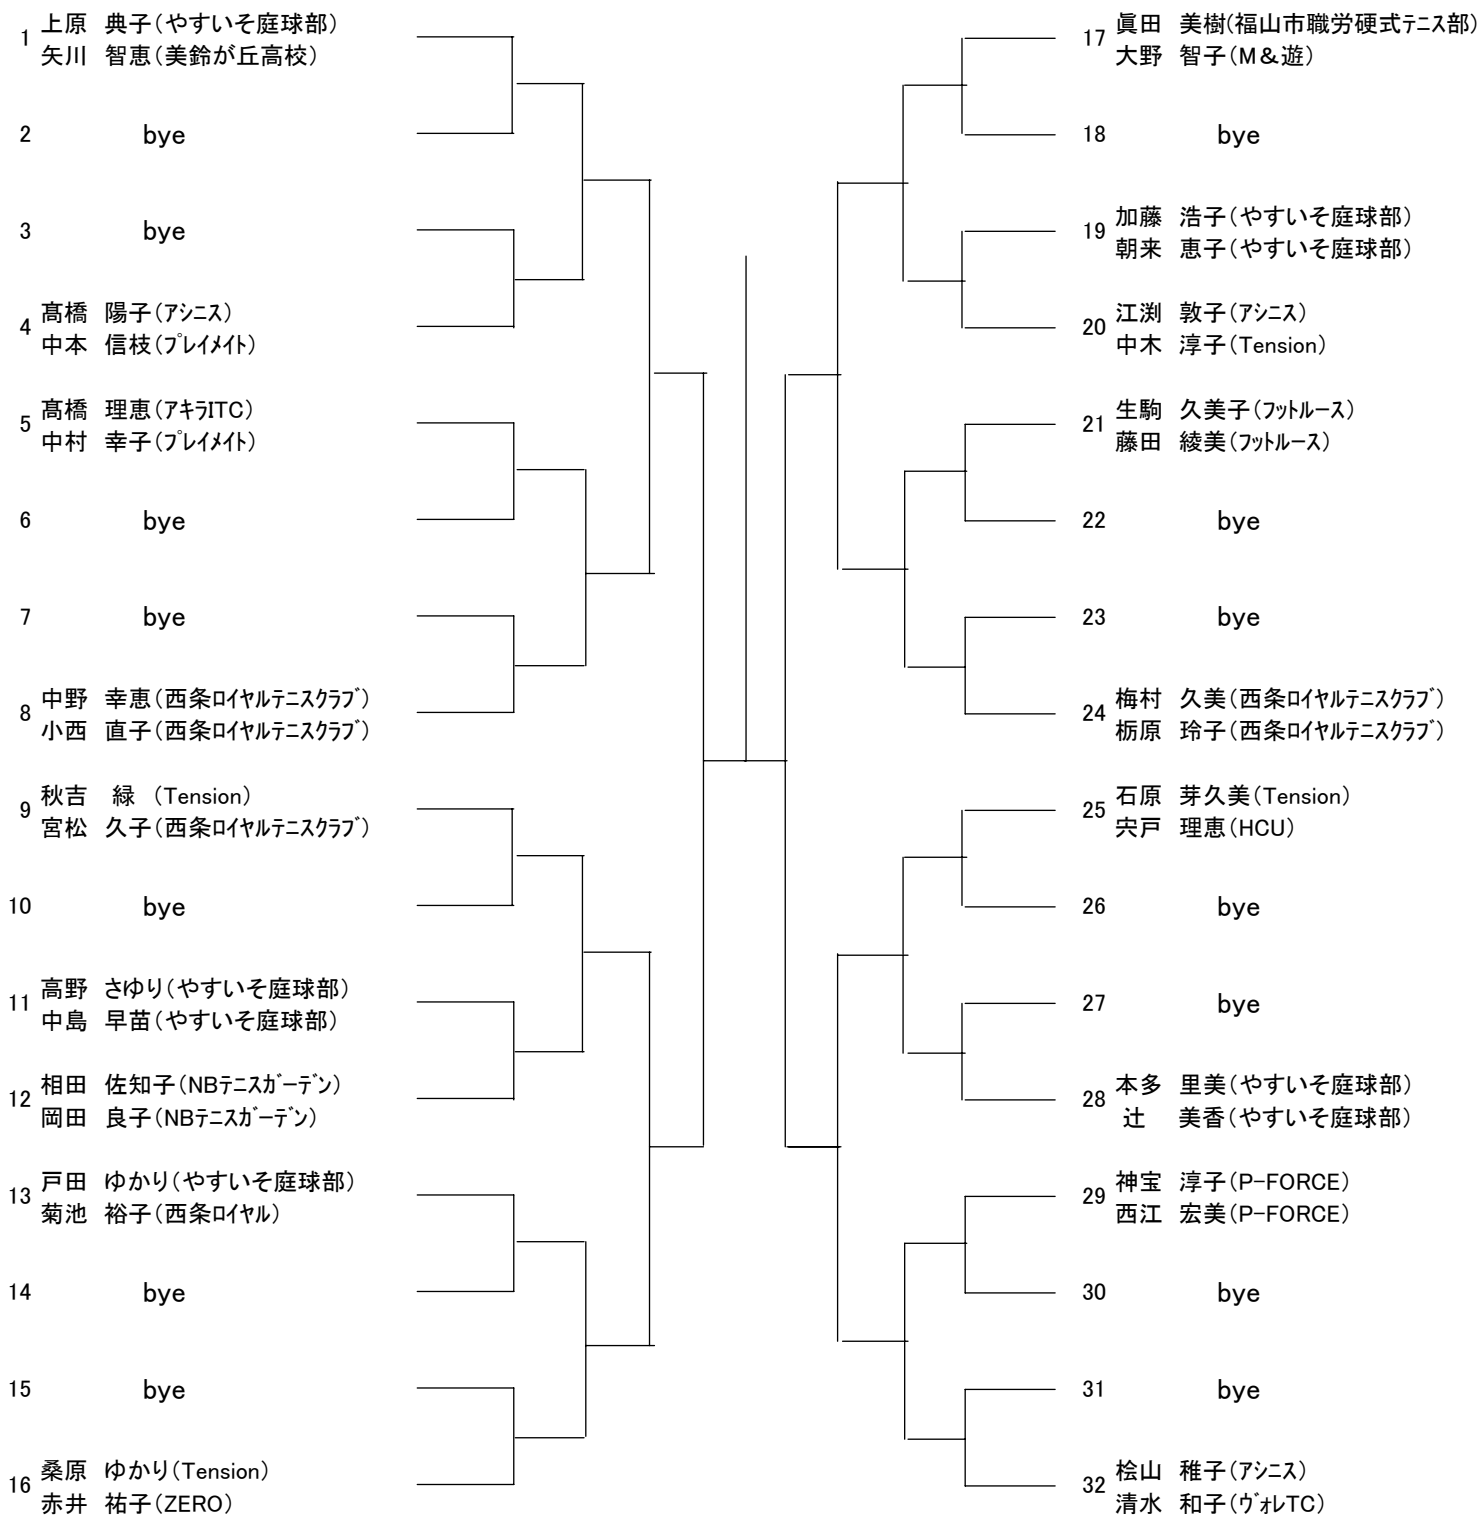 1 上原　典子(やすいそ庭球部)
矢川　智恵(美鈴が丘高校)
2 bye
3 bye
4 髙橋　陽子(ｱｼﾆｽ)
中本　信枝(ﾌﾟﾚｲﾒｲﾄ)
5 髙橋　理恵(ｱｷﾗITC)
中村　幸子(ﾌﾟﾚｲﾒｲﾄ)
6 bye
7 bye
8 中野　幸恵(西条ﾛｲﾔﾙﾃﾆｽｸﾗﾌﾞ)
小西　直子(西条ﾛｲﾔﾙﾃﾆｽｸﾗﾌﾞ)
9 秋吉　緑　(Tension)
宮松　久子(西条ﾛｲﾔﾙﾃﾆｽｸﾗﾌﾞ)
10 bye
11 高野　さゆり(やすいそ庭球部)
中島　早苗(やすいそ庭球部)
12 相田　佐知子(NBﾃﾆｽｶﾞｰﾃﾞﾝ)
岡田　良子(NBﾃﾆｽｶﾞｰﾃﾞﾝ)
13 戸田　ゆかり(やすいそ庭球部)
菊池　裕子(西条ﾛｲﾔﾙ)
14 bye
15 bye
16 桑原　ゆかり(Tension)
赤井　祐子(ZERO)
17 眞田　美樹(福山市職労硬式ﾃﾆｽ部)
大野　智子(M＆遊)
18 bye
19 加藤　浩子(やすいそ庭球部)
朝来　恵子(やすいそ庭球部)
20 江渕　敦子(ｱｼﾆｽ)
中木　淳子(Tension)
21 生駒　久美子(ﾌｯﾄﾙｰｽ)
藤田　綾美(ﾌｯﾄﾙｰｽ)
22 bye
23 bye
24 梅村　久美(西条ﾛｲﾔﾙﾃﾆｽｸﾗﾌﾞ)
栃原　玲子(西条ﾛｲﾔﾙﾃﾆｽｸﾗﾌﾞ)
25 石原　芽久美(Tension)
宍戸　理恵(HCU)
26 bye
27 bye
28 本多　里美(やすいそ庭球部)
辻　美香(やすいそ庭球部)
29 神宝　淳子(P-FORCE)
西江　宏美(P-FORCE)
30 bye
31 bye
32 桧山　稚子(ｱｼﾆｽ)
清水　和子(ｳﾞｫﾚTC)